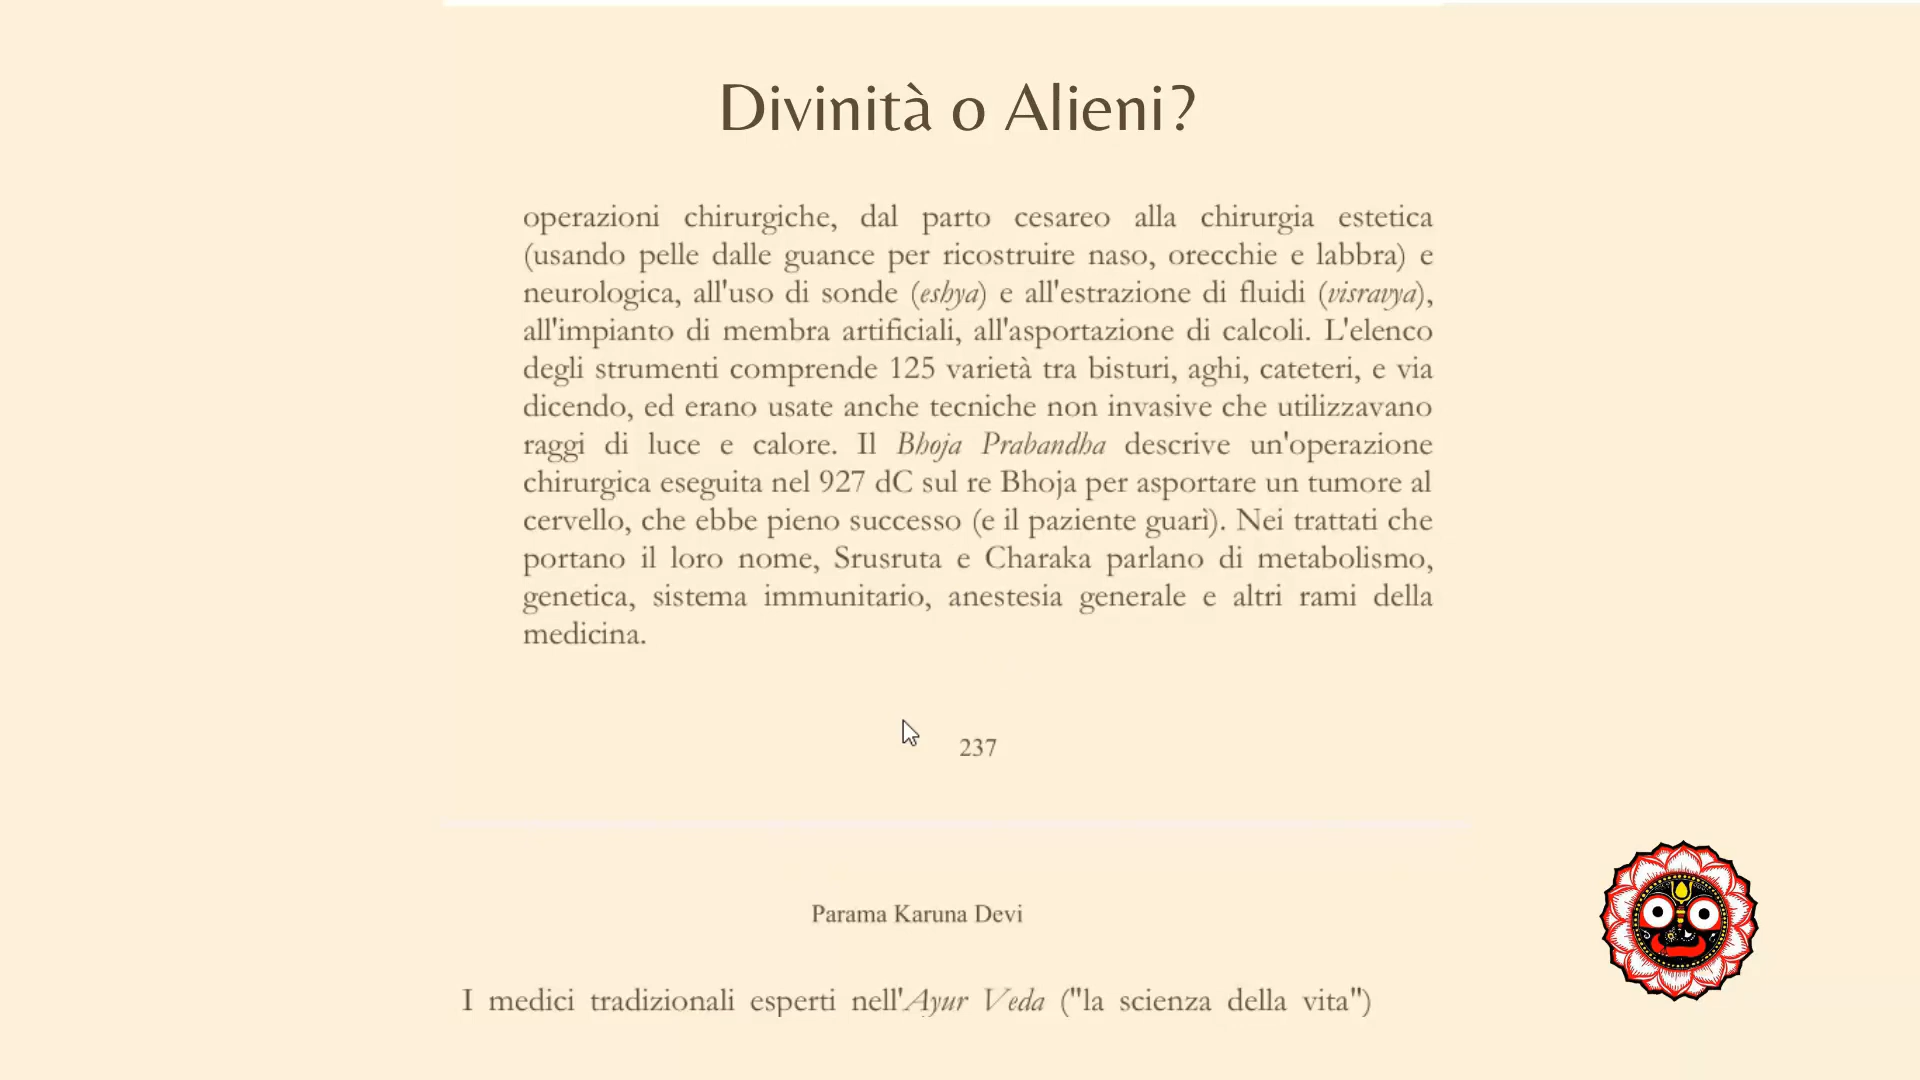 Divinità o Alieni?
operazioni chirurgiche, dal parto cesareo alla chirurgia estetica
(usando pelle dalle guance per ricostruire naso, orecchie e labbra) e
neurologica, all'uso di sonde (eshya) e all'estrazione di fluidi (visravya),
all'impianto di membra artificiali, all'asportazione di calcoli. L'elenco
degli strumenti comprende 125 varietà tra bisturi, aghi, cateteri, e via
dicendo, ed erano usate anche tecniche non invasive che utilizzavano
raggi di luce e calore. Il Bhoja Prabandha descrive un'operazione
chirurgica eseguita nel 927 dC sul re Bhoja per asportare un tumore al
cervello, che ebbe pieno successo (e il paziente guarì). Nei trattati che
portano il loro nome, Srusruta e Charaka parlano di metabolismo,
genetica, sistema immunitario, anestesia generale e altri rami della
medicina.
237
Parama Karuna Devi
I medici tradizionali esperti nell'Ayur Veda ("la scienza della vita")